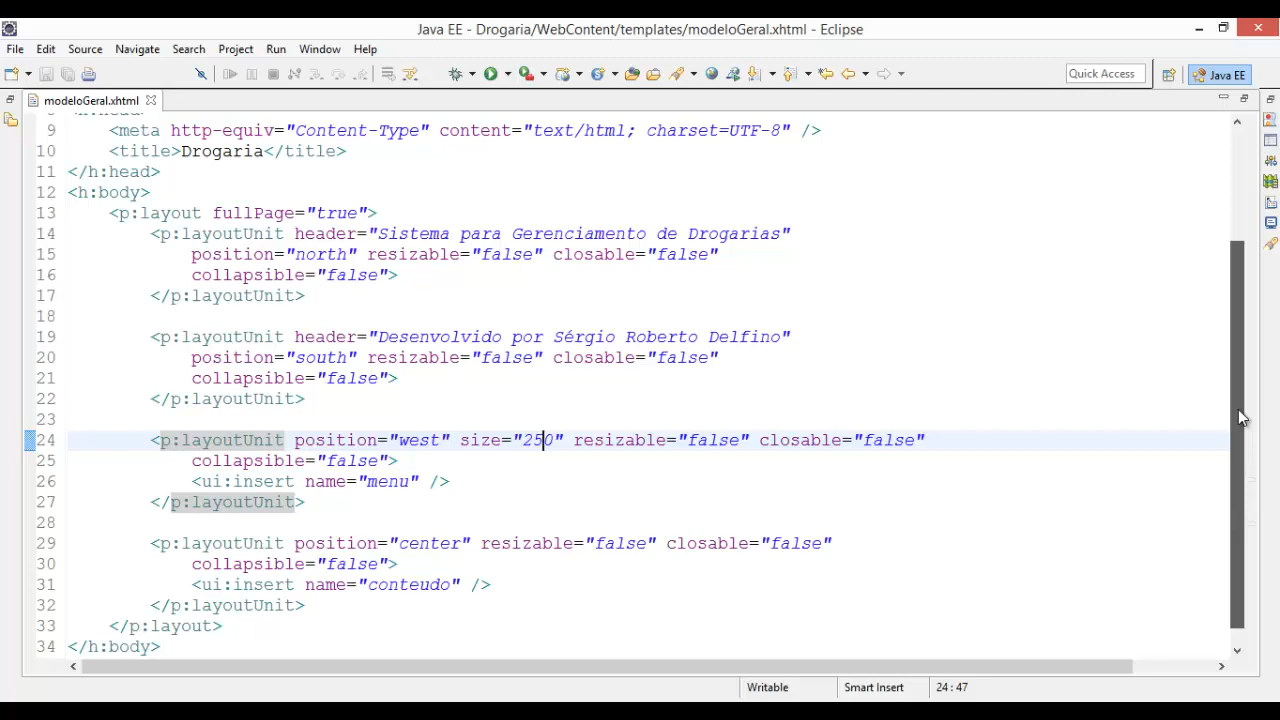 Java EE - Drogaria/WebContent/templates/modeloGeral.xhtml - Eclipse
File Edit Source Navigate Search Project Run Window Help
Quick Access Java EE
modeloGeral.xhtml
8 <h:head>
9 <meta http-equiv="Content-Type" content="text/html; charset=UTF-8" />
10 <title>Drogaria</title>
11 </h:head>
12 <h:body>
13 <p:layout fullPage="true">
14 <p:layoutUnit header="Sistema para Gerenciamento de Drogarias"
15 position="north" resizable="false" closable="false"
16 collapsible="false">
17 </p:layoutUnit>
18
19 <p:layoutUnit header="Desenvolvido por Sérgio Roberto Delfino"
20 position="south" resizable="false" closable="false"
21 collapsible="false">
22 </p:layoutUnit>
23
24 <p:layoutUnit position="west" size="250" resizable="false" closable="false"
25 collapsible="false">
26 <ui:insert name="menu" />
27 </p:layoutUnit>
28
29 <p:layoutUnit position="center" resizable="false" closable="false"
30 collapsible="false">
31 <ui:insert name="conteudo" />
32 </p:layoutUnit>
33 </p:layout>
34 </h:body>
Writable Smart Insert 24 : 47